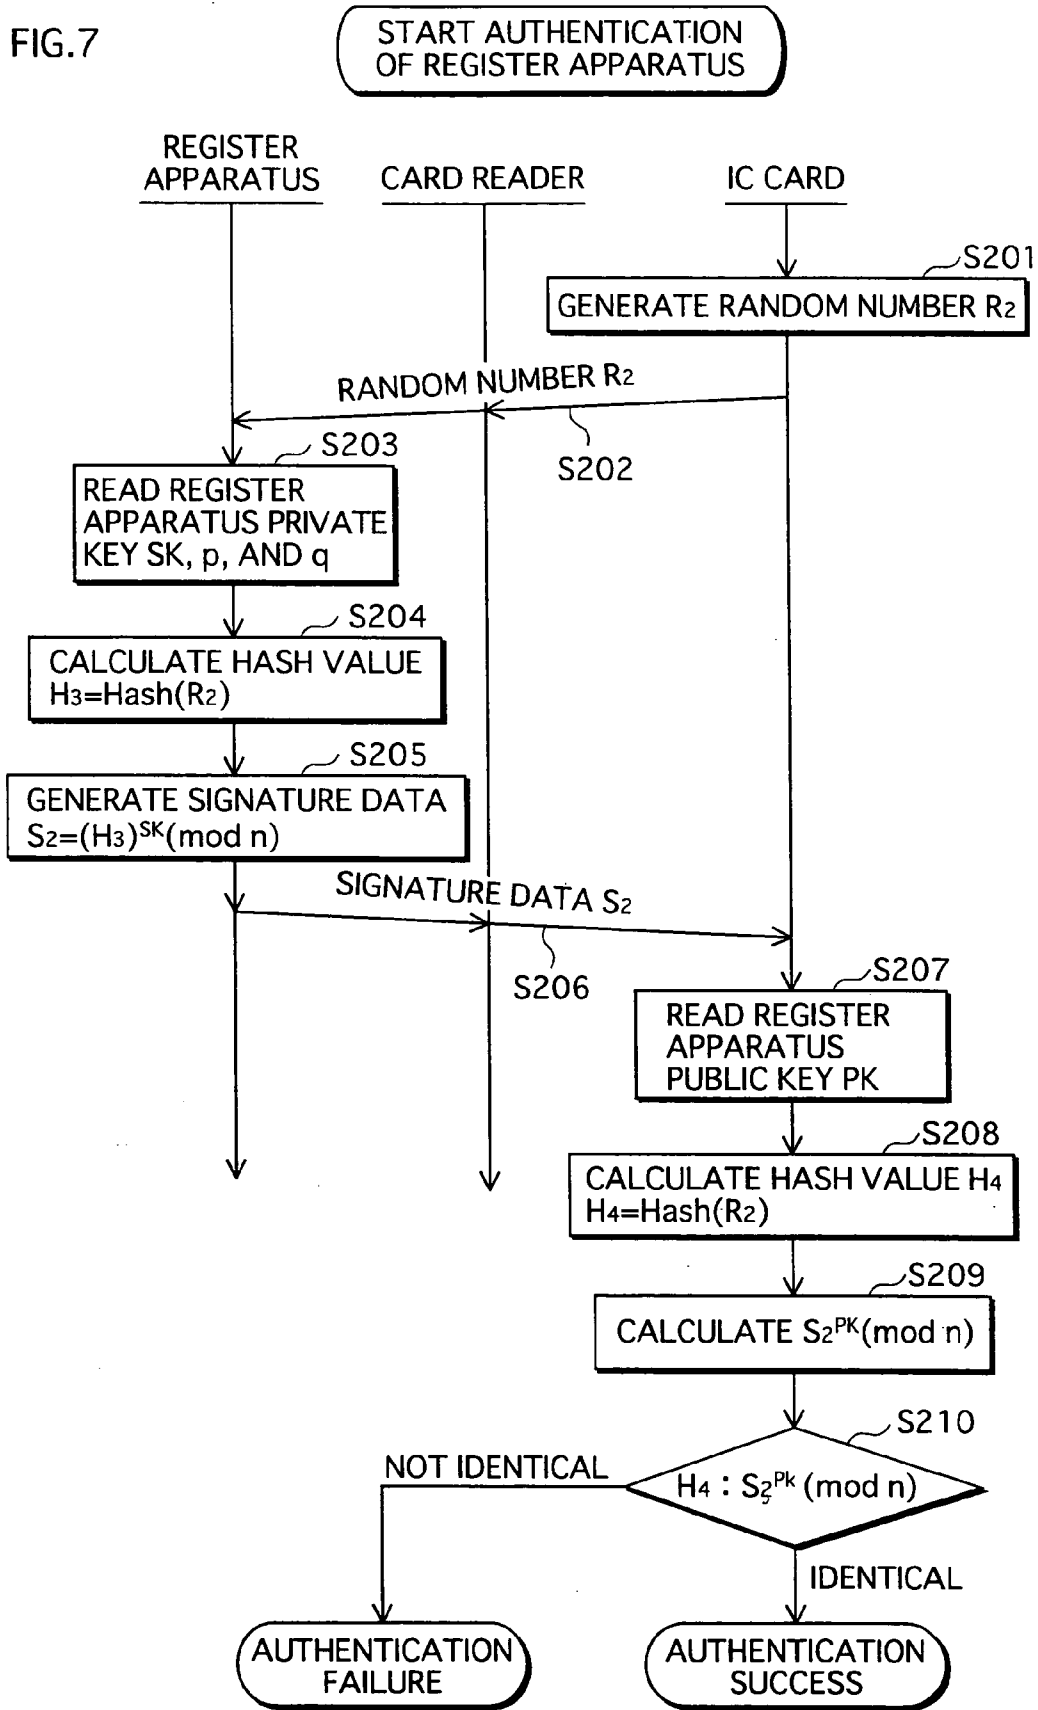 FIG.7
START AUTHENTICATION
OF REGISTER APPARATUS
REGISTER
APPARATUS
CARD READER
IC CARD
S201
GENERATE RANDOM NUMBER R2
RANDOM NUMBER R2
S202
S203
READ REGISTER
APPARATUS PRIVATE
KEY SK, p, AND q
S204
CALCULATE HASH VALUE
H3=Hash(R2)
S205
GENERATE SIGNATURE DATA
S2=(H3)^SK(mod n)
SIGNATURE DATA S2
S206
S207
READ REGISTER
APPARATUS
PUBLIC KEY PK
S208
CALCULATE HASH VALUE H4
H4=Hash(R2)
S209
CALCULATE S2^PK(mod n)
S210
NOT IDENTICAL
H4 : S2^Pk (mod n)
IDENTICAL
AUTHENTICATION
FAILURE
AUTHENTICATION
SUCCESS